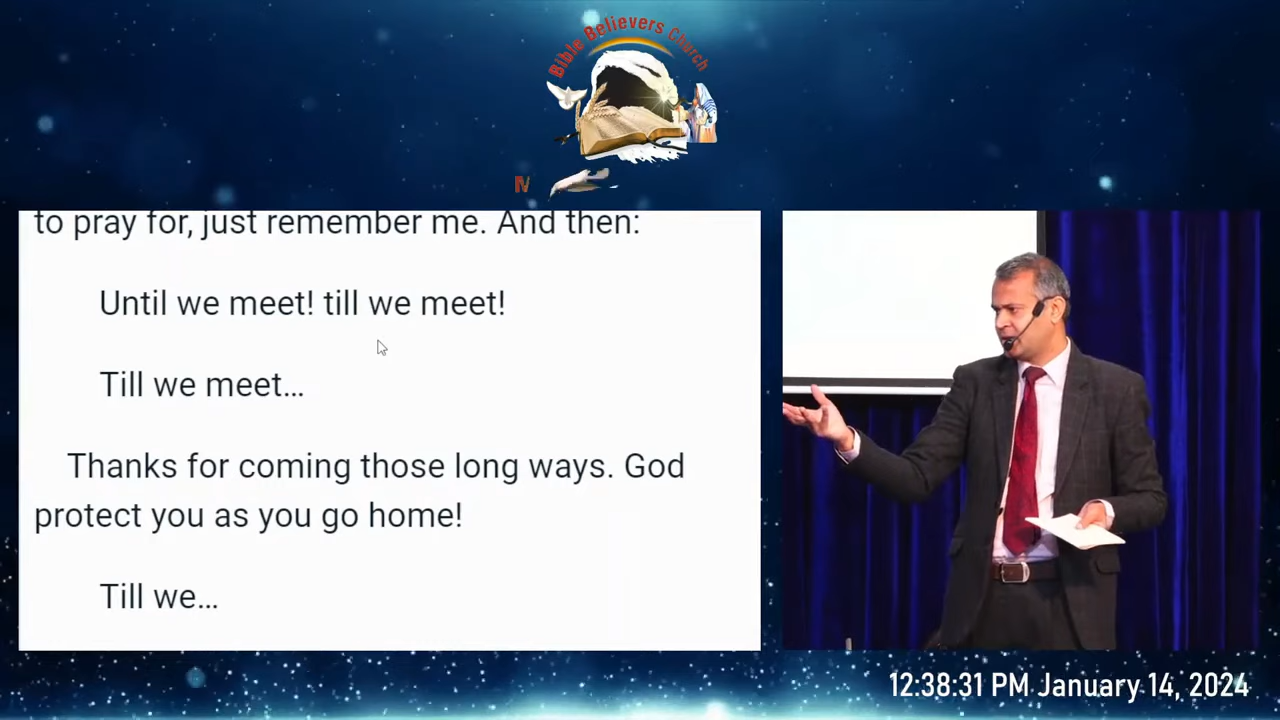 Bible Believers Church
to pray for, just remember me. And then:
Until we meet! till we meet!
Till we meet…
Thanks for coming those long ways. God
protect you as you go home!
Till we…
12:38:31 PM January 14, 2024